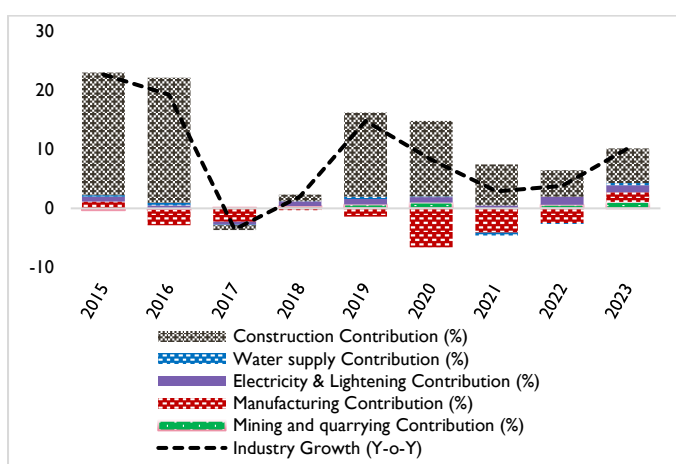 30
20
10
0
-10
2015
2016
2017
2018
2019
2020
2021
2022
2023
Construction Contribution (%)
Water supply Contribution (%)
Electricity & Lightening Contribution (%)
Manufacturing Contribution (%)
Mining and quarrying Contribution (%)
Industry Growth (Y-o-Y)